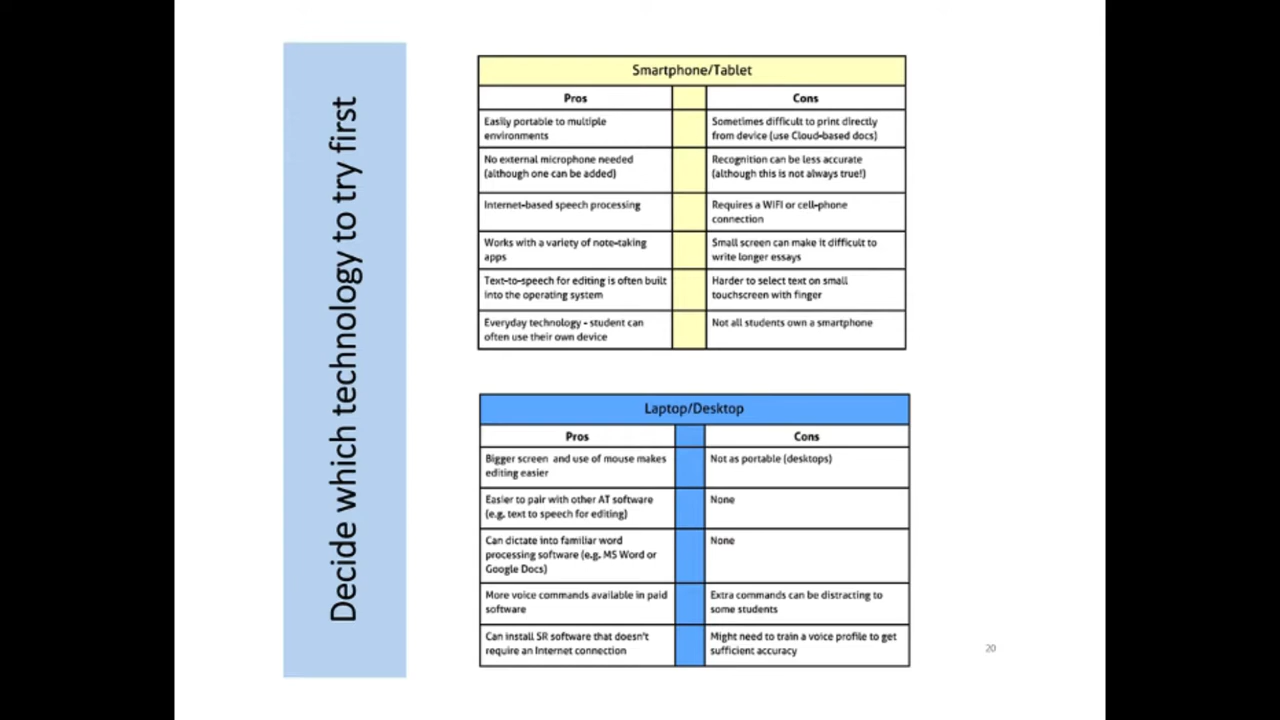 Decide which technology to try first
Smartphone/Tablet
Pros
Cons
Easily portable to multiple
environments
Sometimes difficult to print directly
from device (use Cloud-based docs)
No external microphone needed
(although one can be added)
Recognition can be less accurate
(although this is not always true!)
Internet-based speech processing
Requires a WIFI or cell-phone
connection
Works with a variety of note-taking
apps
Small screen can make it difficult to
write longer essays
Text-to-speech for editing is often built
into the operating system
Harder to select text on small
touchscreen with finger
Everyday technology - student can
often use their own device
Not all students own a smartphone
Laptop/Desktop
Pros
Cons
Bigger screen and use of mouse makes
editing easier
Not as portable (desktops)
Easier to pair with other AT software
(e.g. text to speech for editing)
None
Can dictate into familiar word
processing software (e.g. MS Word or
Google Docs)
None
More voice commands available in paid
software
Extra commands can be distracting to
some students
Can install SR software that doesn't
require an Internet connection
Might need to train a voice profile to get
sufficient accuracy
20